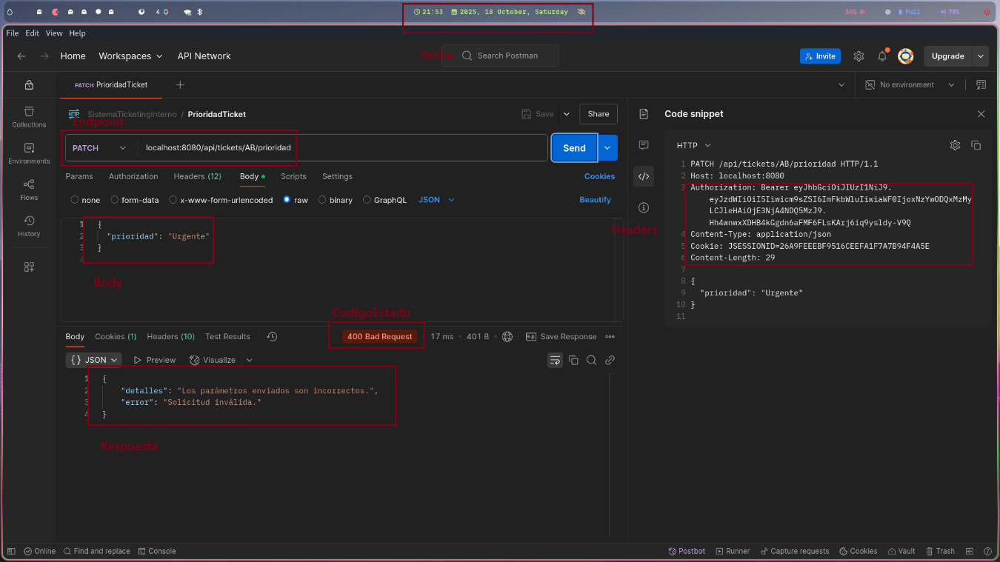 4
21:53 2025, 18 October, Saturday
34%
Full
70%
File Edit View Help
Home Workspaces API Network
Fecha
Search Postman
Invite
Upgrade
PATCH PrioridadTicket
No environment
SistemaTicketingInterno / PrioridadTicket
Save
Share
Endponit
PATCH
localhost:8080/api/tickets/AB/prioridad
Send
Params Authorization Headers (12) Body Scripts Settings
Cookies
none form-data x-www-form-urlencoded raw binary GraphQL JSON
Beautify
1 {
2 "prioridad": "Urgente"
3 }
4
Body
CodigoEstado
Body Cookies (1) Headers (10) Test Results
400 Bad Request • 17 ms • 401 B
Save Response
{} JSON Preview Visualize
1 {
2 "detalles": "Los parámetros enviados son incorrectos.",
3 "error": "Solicitud inválida."
4 }
Respuesta
Collections
Environments
Flows
History
Code snippet
HTTP
1 PATCH /api/tickets/AB/prioridad HTTP/1.1
2 Host: localhost:8080
3 Authorization: Bearer eyJhbGciOiJIUzI1NiJ9.
eyJzdWIiOiI5Iiwicm9sZSI6ImFkbWluIiwiaWF0IjoxNzYwODQxMzMy
LCJleHAiOjE3NjA4NDQ5MzJ9.
Hh4wnwxXDHB4kGgdn6aFMF6FLsKArj6iq9ysldy-V9Q
4 Content-Type: application/json
5 Cookie: JSESSIONID=26A9FEEEBF9516CEEFA1F7A7B94F4A5E
6 Content-Length: 29
7
8 {
9 "prioridad": "Urgente"
10 }
11
Headers
Online Find and replace Console
Postbot Runner Capture requests Cookies Vault Trash